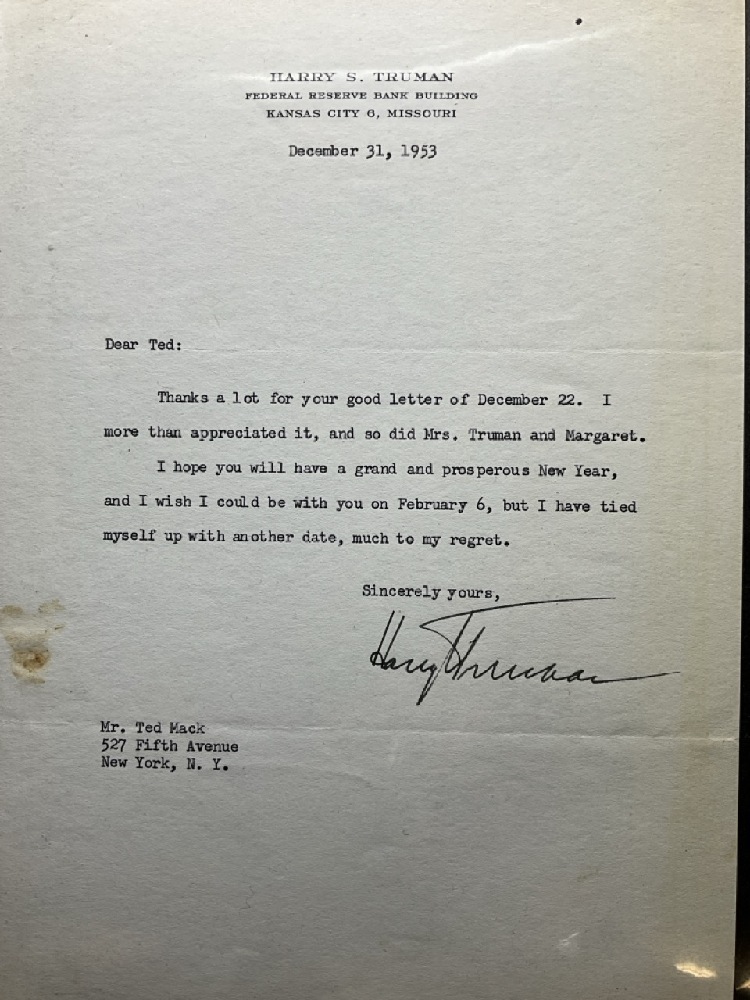 HARRY S. TRUMAN
FEDERAL RESERVE BANK BUILDING
KANSAS CITY 6, MISSOURI
December 31, 1953
Dear Ted:
Thanks a lot for your good letter of December 22. I
more than appreciated it, and so did Mrs. Truman and Margaret.
I hope you will have a grand and prosperous New Year,
and I wish I could be with you on February 6, but I have tied
myself up with another date, much to my regret.
Sincerely yours,
Harry Truman
Mr. Ted Mack
527 Fifth Avenue
New York, N. Y.